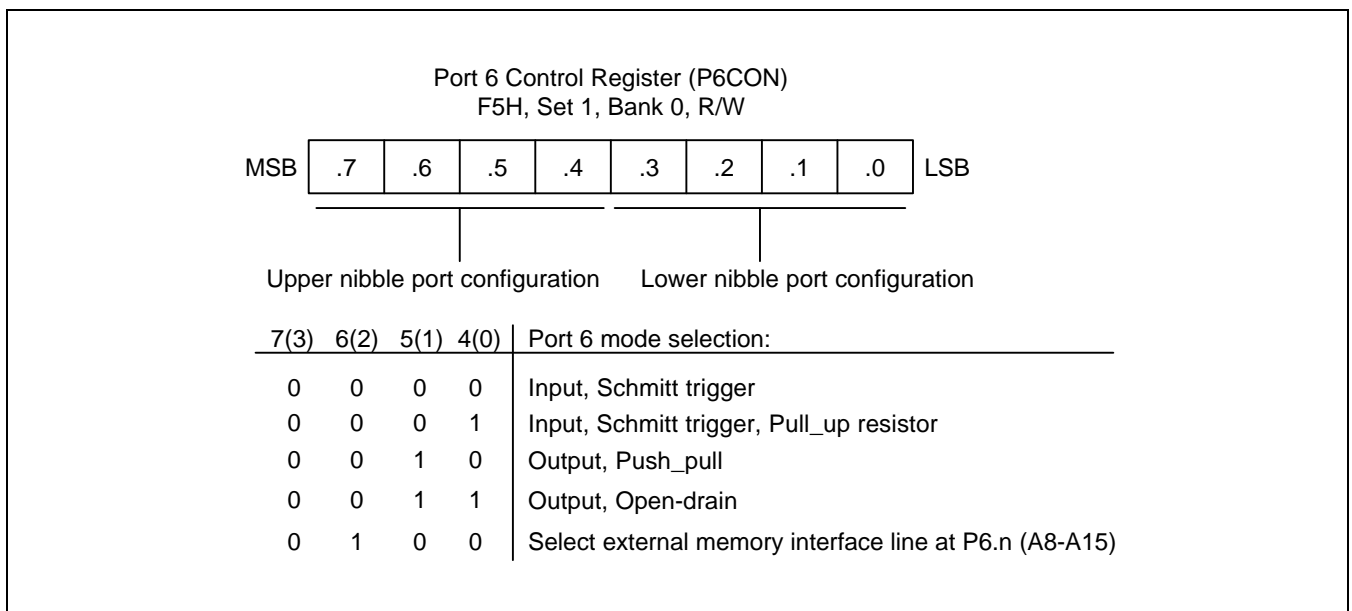 Port 6 Control Register (P6CON)
F5H, Set 1, Bank 0, R/W
MSB .7 .6 .5 .4 .3 .2 .1 .0 LSB
Upper nibble port configuration Lower nibble port configuration
7(3) 6(2) 5(1) 4(0) Port 6 mode selection:
0 0 0 0 Input, Schmitt trigger
0 0 0 1 Input, Schmitt trigger, Pull_up resistor
0 0 1 0 Output, Push_pull
0 0 1 1 Output, Open-drain
0 1 0 0 Select external memory interface line at P6.n (A8-A15)